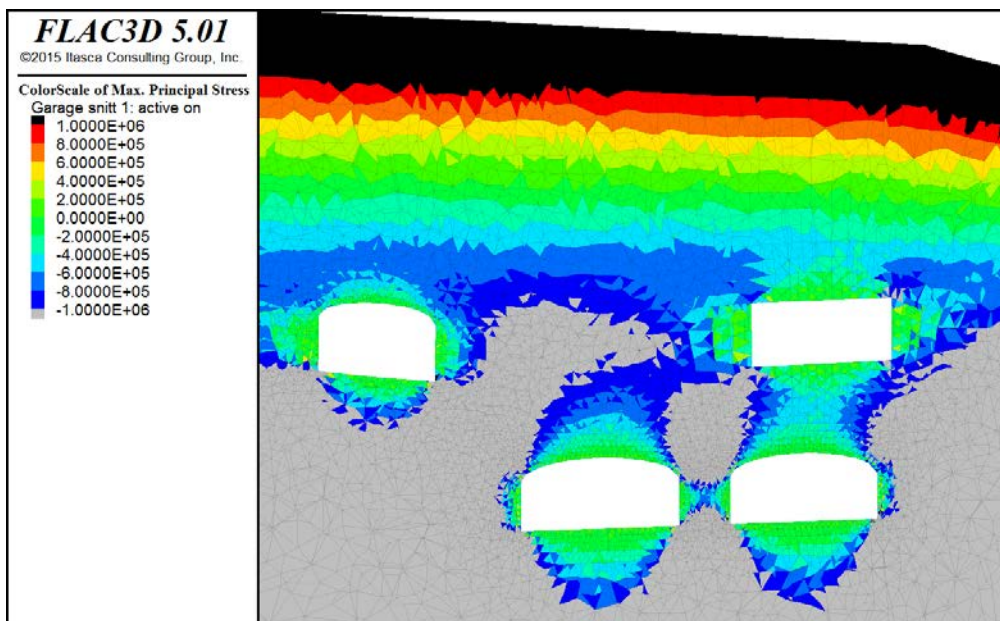 FLAC3D 5.01
©2015 Itasca Consulting Group, Inc.
ColorScale of Max. Principal Stress
Garage snitt 1: active on
1.0000E+06
8.0000E+05
6.0000E+05
4.0000E+05
2.0000E+05
0.0000E+00
-2.0000E+05
-4.0000E+05
-6.0000E+05
-8.0000E+05
-1.0000E+06